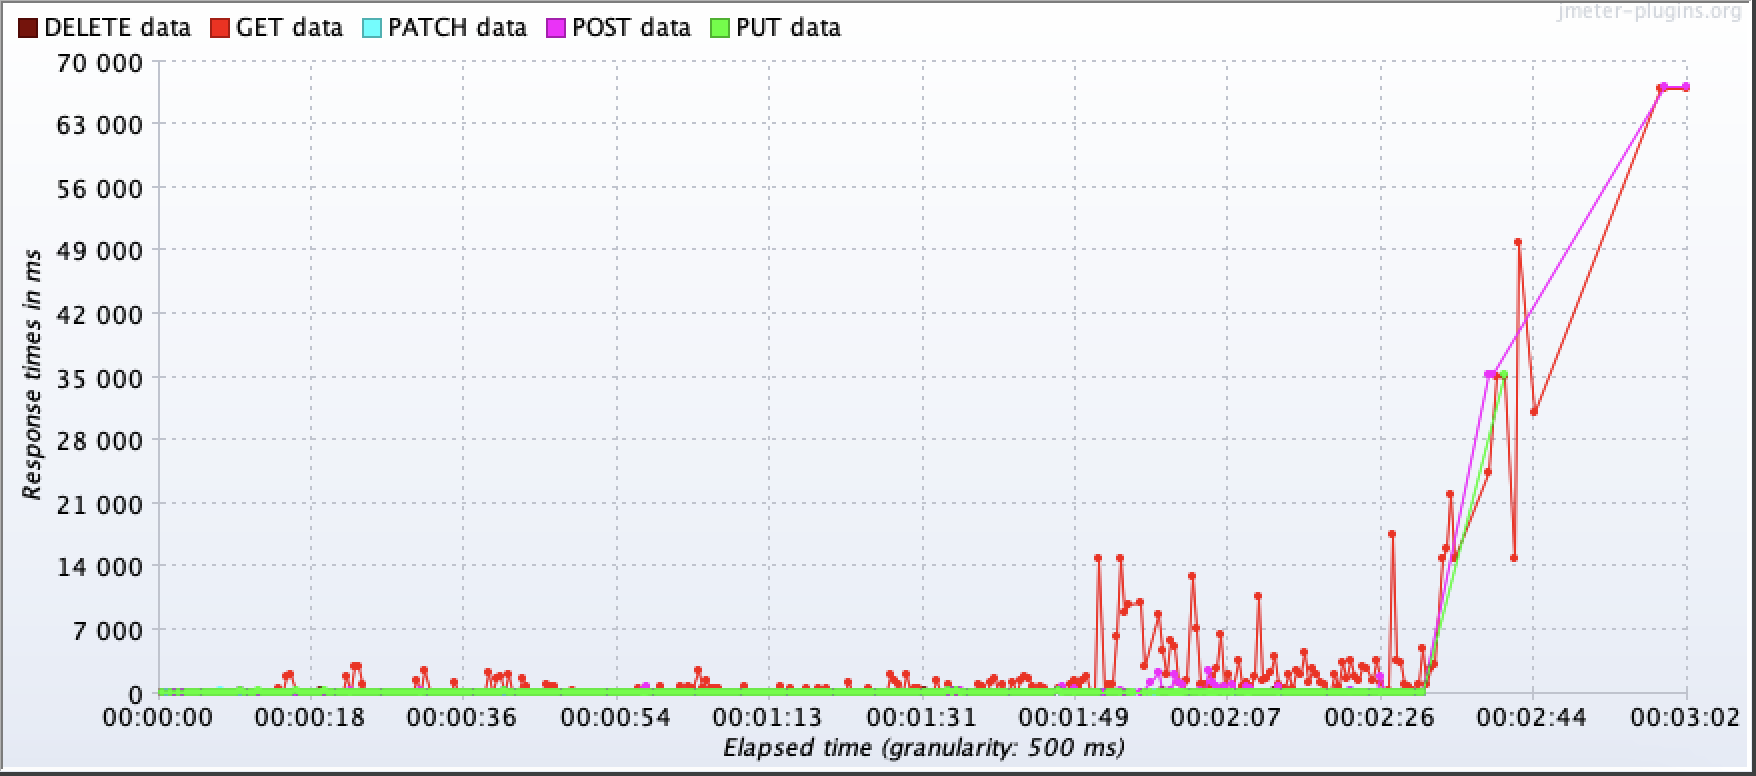 jmeter-plugins.org
DELETE data GET data PATCH data POST data PUT data
70 000
63 000
56 000
49 000
42 000
35 000
28 000
21 000
14 000
7 000
0
Response times in ms
00:00:00 00:00:18 00:00:36 00:00:54 00:01:13 00:01:31 00:01:49 00:02:07 00:02:26 00:02:44 00:03:02
Elapsed time (granularity: 500 ms)